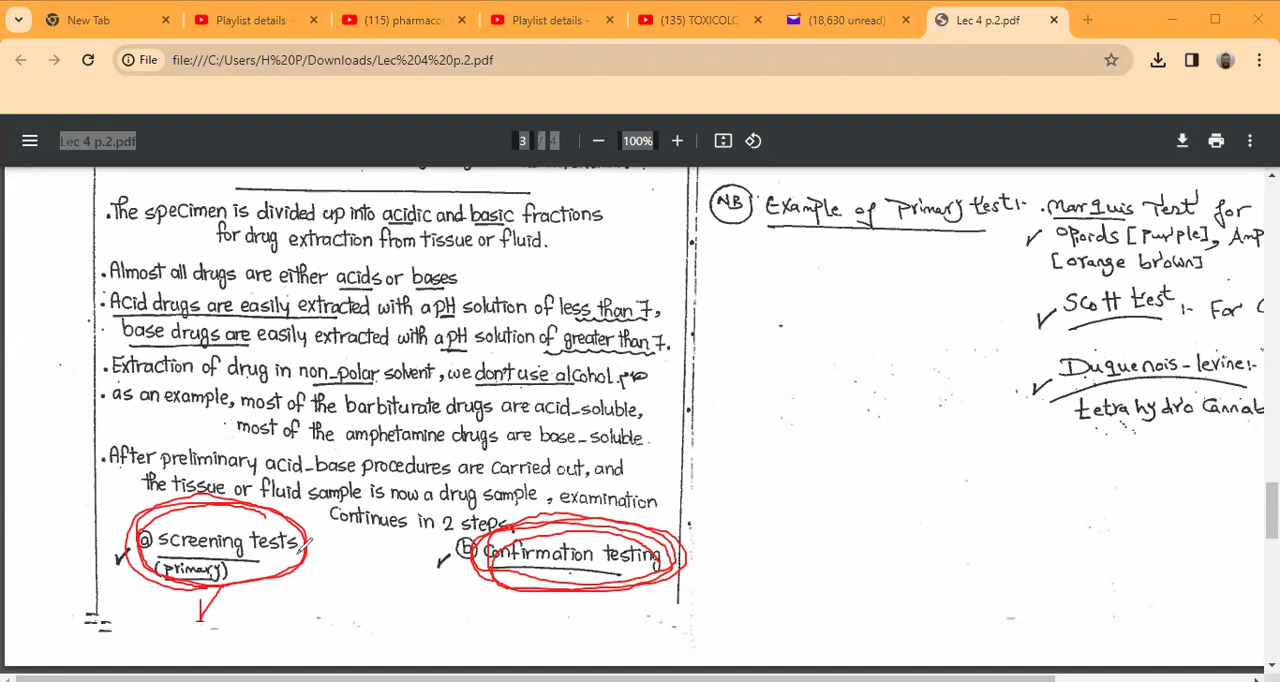 New Tab
Playlist details -
(115) pharmacol
Playlist details -
(135) TOXICOLO
(18,630 unread)
Lec 4 p.2.pdf
File
file:///C:/Users/H%20P/Downloads/Lec%204%20p.2.pdf
Lec 4 p.2.pdf
3 / 4
100%
.The specimen is divided up into acidic and basic fractions
for drug extraction from tissue or fluid.
.Almost all drugs are either acids or bases
.Acid drugs are easily extracted with a pH solution of less than 7,
base drugs are easily extracted with a pH solution of greater than 7.
.Extraction of drug in non-polar solvent, we don't use alcohol.
.as an example, most of the barbiturate drugs are acid-soluble,
most of the amphetamine drugs are base-soluble.
.After preliminary acid-base procedures are carried out, and
the tissue or fluid sample is now a drug sample, examination
Continues in 2 steps.
ⓐ screening tests
(primary)
ⓑ Confirmation testing
NB Example of primary test:-
.Marquis Test for
Opioids [purple], Amp
[orange brown]
Scott test :- For C
Duquenois-levine:-
tetrahydro Cannab